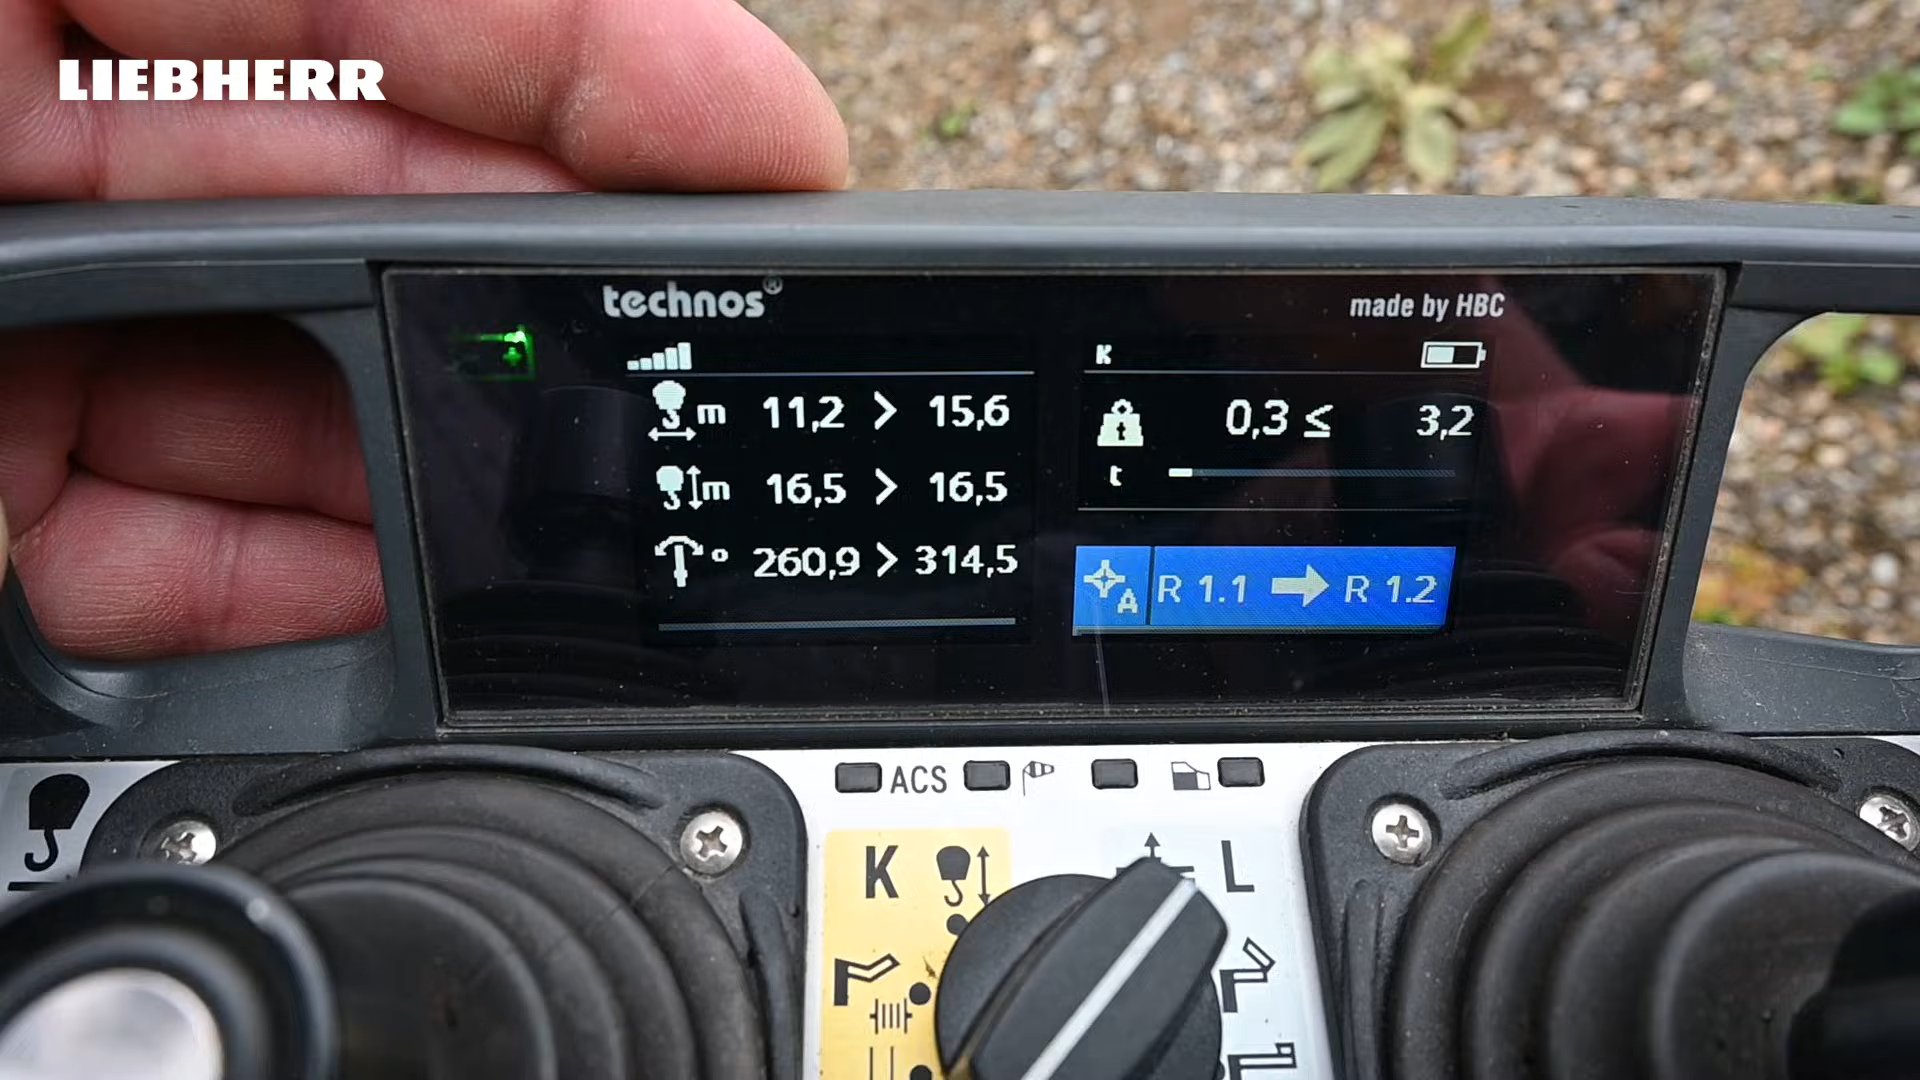 LIEBHERR
technos®
made by HBC
K
m 11,2 > 15,6
0,3 ≤ 3,2
t
m 16,5 > 16,5
° 260,9 > 314,5
A R 1.1 → R 1.2
ACS
K
L